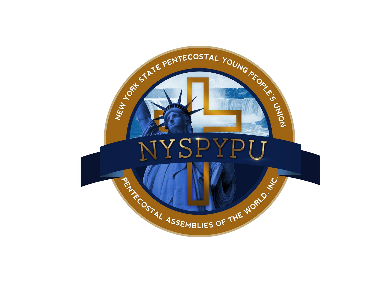 NEW YORK STATE PENTECOSTAL YOUNG PEOPLE'S UNION
NYSPYPU
PENTECOSTAL ASSEMBLIES OF THE WORLD, INC.